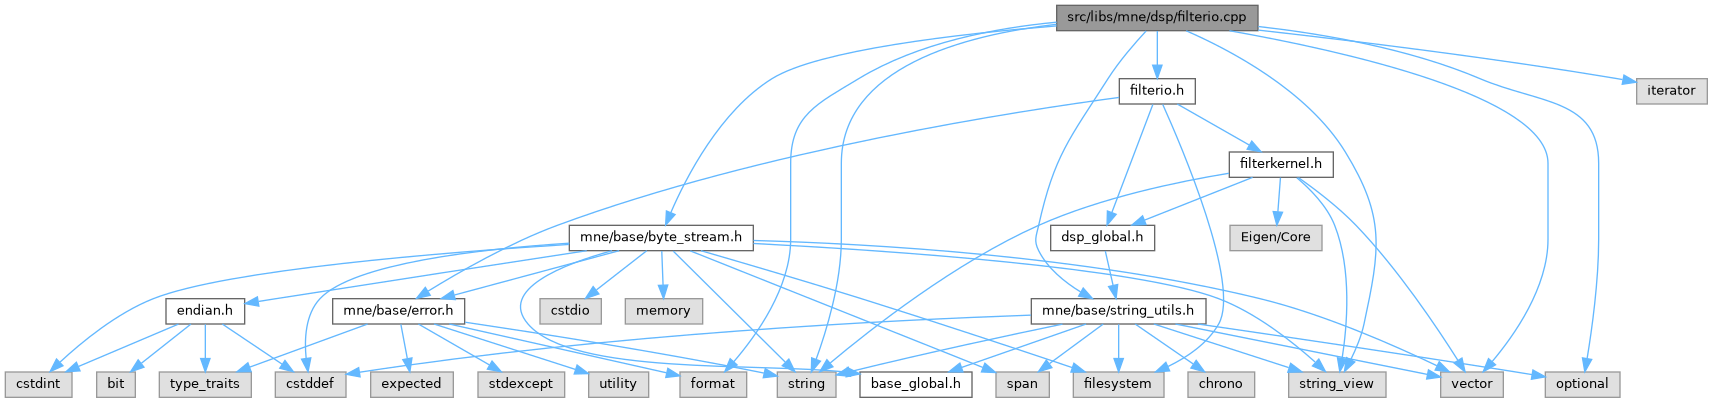 src/libs/mne/dsp/filterio.cpp
filterio.h
iterator
filterkernel.h
mne/base/byte_stream.h
dsp_global.h
Eigen/Core
endian.h
mne/base/error.h
cstdio
memory
mne/base/string_utils.h
cstdint
bit
type_traits
cstddef
expected
stdexcept
utility
format
string
base_global.h
span
filesystem
chrono
string_view
vector
optional